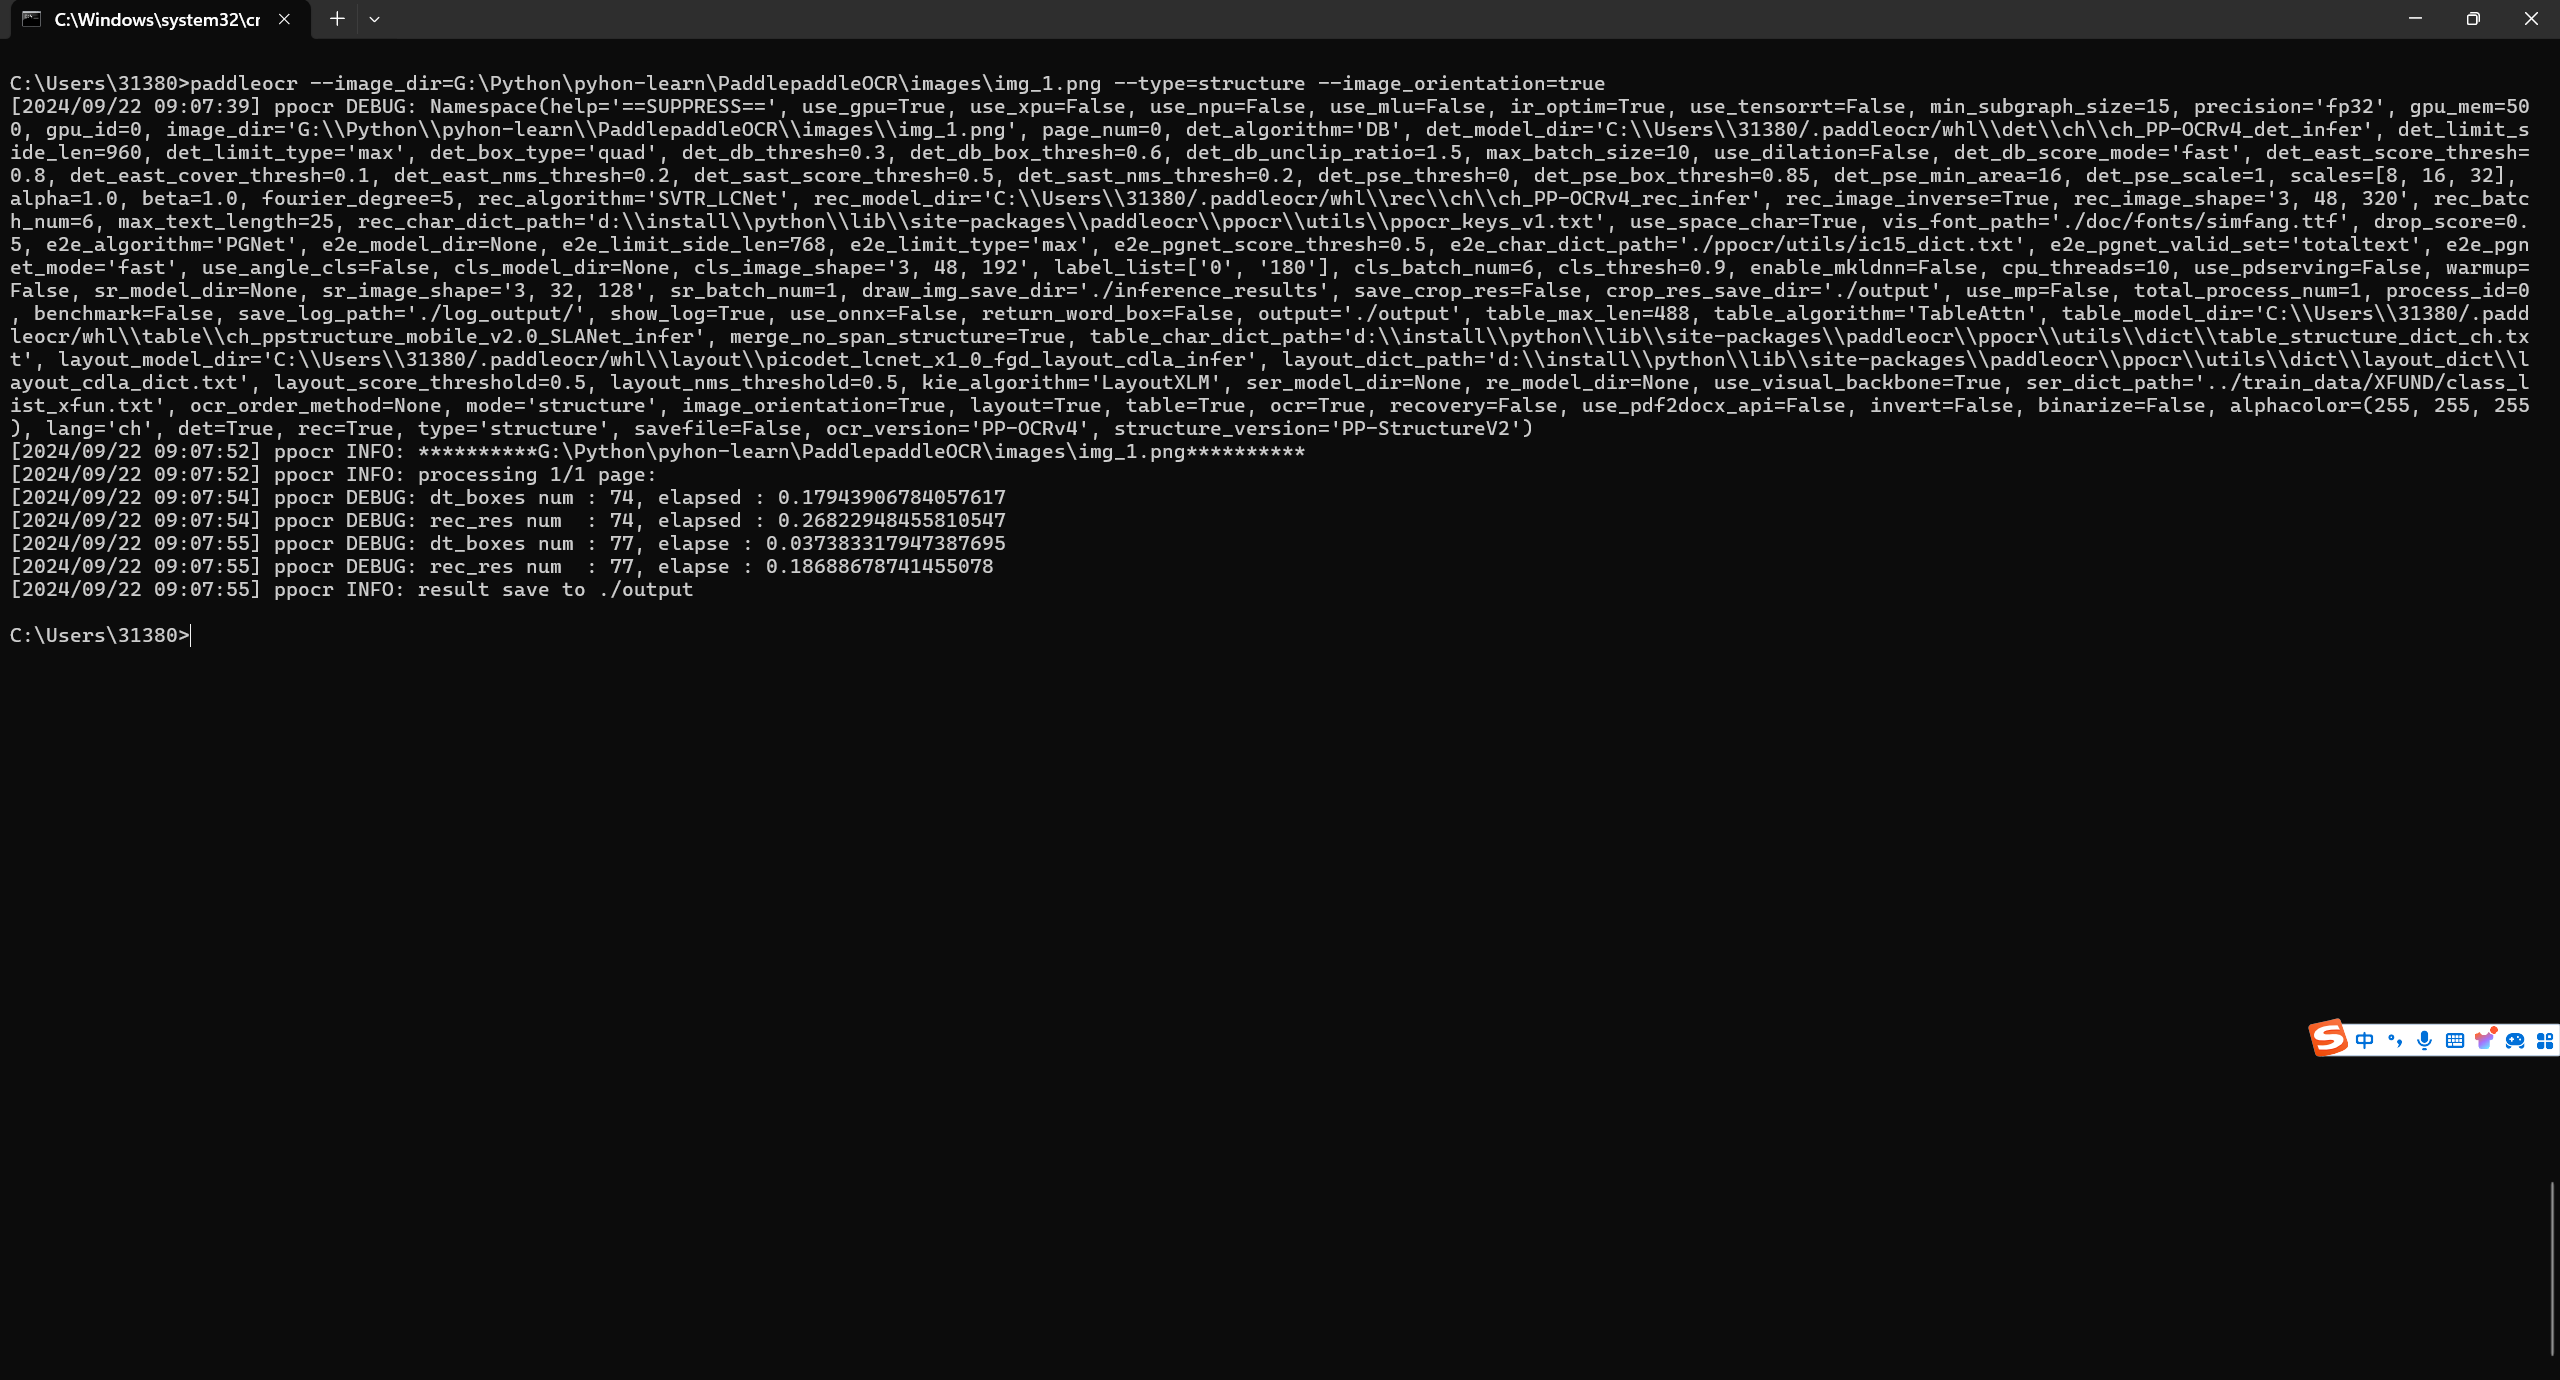 C:\Windows\system32\cr
C:\Users\31380>paddleocr --image_dir=G:\Python\pyhon-learn\PaddlepaddleOCR\images\img_1.png --type=structure --image_orientation=true
[2024/09/22 09:07:39] ppocr DEBUG: Namespace(help='==SUPPRESS==', use_gpu=True, use_xpu=False, use_npu=False, use_mlu=False, ir_optim=True, use_tensorrt=False, min_subgraph_size=15, precision='fp32', gpu_mem=50
0, gpu_id=0, image_dir='G:\\Python\\pyhon-learn\\PaddlepaddleOCR\\images\\img_1.png', page_num=0, det_algorithm='DB', det_model_dir='C:\\Users\\31380/.paddleocr/whl\\det\\ch\\ch_PP-OCRv4_det_infer', det_limit_s
ide_len=960, det_limit_type='max', det_box_type='quad', det_db_thresh=0.3, det_db_box_thresh=0.6, det_db_unclip_ratio=1.5, max_batch_size=10, use_dilation=False, det_db_score_mode='fast', det_east_score_thresh=
0.8, det_east_cover_thresh=0.1, det_east_nms_thresh=0.2, det_sast_score_thresh=0.5, det_sast_nms_thresh=0.2, det_pse_thresh=0, det_pse_box_thresh=0.85, det_pse_min_area=16, det_pse_scale=1, scales=[8, 16, 32],
alpha=1.0, beta=1.0, fourier_degree=5, rec_algorithm='SVTR_LCNet', rec_model_dir='C:\\Users\\31380/.paddleocr/whl\\rec\\ch\\ch_PP-OCRv4_rec_infer', rec_image_inverse=True, rec_image_shape='3, 48, 320', rec_batc
h_num=6, max_text_length=25, rec_char_dict_path='d:\\install\\python\\lib\\site-packages\\paddleocr\\ppocr\\utils\\ppocr_keys_v1.txt', use_space_char=True, vis_font_path='./doc/fonts/simfang.ttf', drop_score=0.
5, e2e_algorithm='PGNet', e2e_model_dir=None, e2e_limit_side_len=768, e2e_limit_type='max', e2e_pgnet_score_thresh=0.5, e2e_char_dict_path='./ppocr/utils/ic15_dict.txt', e2e_pgnet_valid_set='totaltext', e2e_pgn
et_mode='fast', use_angle_cls=False, cls_model_dir=None, cls_image_shape='3, 48, 192', label_list=['0', '180'], cls_batch_num=6, cls_thresh=0.9, enable_mkldnn=False, cpu_threads=10, use_pdserving=False, warmup=
False, sr_model_dir=None, sr_image_shape='3, 32, 128', sr_batch_num=1, draw_img_save_dir='./inference_results', save_crop_res=False, crop_res_save_dir='./output', use_mp=False, total_process_num=1, process_id=0
, benchmark=False, save_log_path='./log_output/', show_log=True, use_onnx=False, return_word_box=False, output='./output', table_max_len=488, table_algorithm='TableAttn', table_model_dir='C:\\Users\\31380/.padd
leocr/whl\\table\\ch_ppstructure_mobile_v2.0_SLANet_infer', merge_no_span_structure=True, table_char_dict_path='d:\\install\\python\\lib\\site-packages\\paddleocr\\ppocr\\utils\\dict\\table_structure_dict_ch.tx
t', layout_model_dir='C:\\Users\\31380/.paddleocr/whl\\layout\\picodet_lcnet_x1_0_fgd_layout_cdla_infer', layout_dict_path='d:\\install\\python\\lib\\site-packages\\paddleocr\\ppocr\\utils\\dict\\layout_dict\\l
ayout_cdla_dict.txt', layout_score_threshold=0.5, layout_nms_threshold=0.5, kie_algorithm='LayoutXLM', ser_model_dir=None, re_model_dir=None, use_visual_backbone=True, ser_dict_path='../train_data/XFUND/class_l
ist_xfun.txt', ocr_order_method=None, mode='structure', image_orientation=True, layout=True, table=True, ocr=True, recovery=False, use_pdf2docx_api=False, invert=False, binarize=False, alphacolor=(255, 255, 255
), lang='ch', det=True, rec=True, type='structure', savefile=False, ocr_version='PP-OCRv4', structure_version='PP-StructureV2')
[2024/09/22 09:07:52] ppocr INFO: **********G:\Python\pyhon-learn\PaddlepaddleOCR\images\img_1.png**********
[2024/09/22 09:07:52] ppocr INFO: processing 1/1 page:
[2024/09/22 09:07:54] ppocr DEBUG: dt_boxes num : 74, elapsed : 0.17943906784057617
[2024/09/22 09:07:54] ppocr DEBUG: rec_res num  : 74, elapsed : 0.26822948455810547
[2024/09/22 09:07:55] ppocr DEBUG: dt_boxes num : 77, elapse : 0.037383317947387695
[2024/09/22 09:07:55] ppocr DEBUG: rec_res num  : 77, elapse : 0.18688678741455078
[2024/09/22 09:07:55] ppocr INFO: result save to ./output
C:\Users\31380>
中